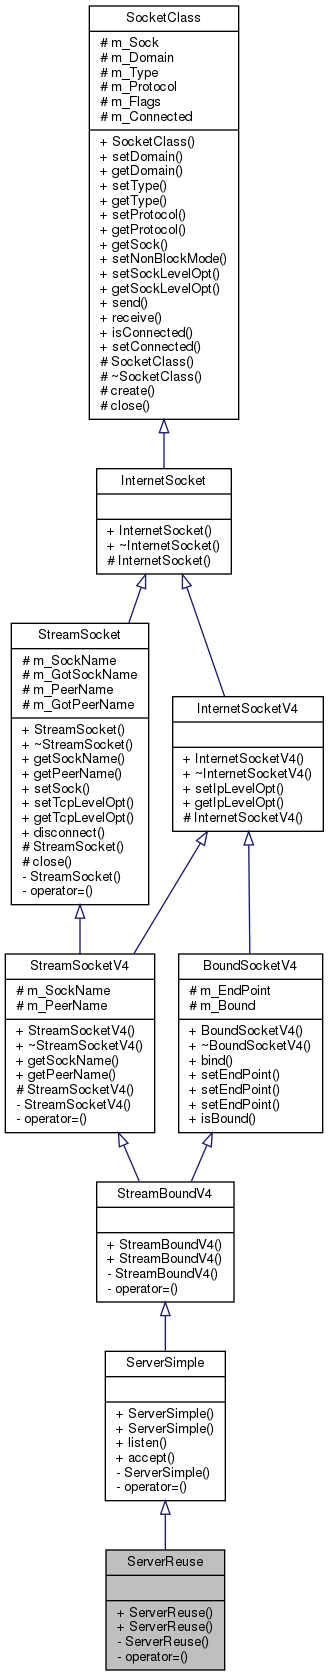 SocketClass
# m_Sock
# m_Domain
# m_Type
# m_Protocol
# m_Flags
# m_Connected
+ SocketClass()
+ setDomain()
+ getDomain()
+ setType()
+ getType()
+ setProtocol()
+ getProtocol()
+ getSock()
+ setNonBlockMode()
+ setSockLevelOpt()
+ getSockLevelOpt()
+ send()
+ receive()
+ isConnected()
+ setConnected()
# SocketClass()
# ~SocketClass()
# create()
# close()
InternetSocket
+ InternetSocket()
+ ~InternetSocket()
# InternetSocket()
StreamSocket
# m_SockName
# m_GotSockName
# m_PeerName
# m_GotPeerName
+ StreamSocket()
+ ~StreamSocket()
+ getSockName()
+ getPeerName()
+ setSock()
+ setTcpLevelOpt()
+ getTcpLevelOpt()
+ disconnect()
# StreamSocket()
# close()
- StreamSocket()
- operator=()
InternetSocketV4
+ InternetSocketV4()
+ ~InternetSocketV4()
+ setIpLevelOpt()
+ getIpLevelOpt()
# InternetSocketV4()
StreamSocketV4
# m_SockName
# m_PeerName
+ StreamSocketV4()
+ ~StreamSocketV4()
+ getSockName()
+ getPeerName()
# StreamSocketV4()
- StreamSocketV4()
- operator=()
BoundSocketV4
# m_EndPoint
# m_Bound
+ BoundSocketV4()
+ ~BoundSocketV4()
+ bind()
+ setEndPoint()
+ setEndPoint()
+ setEndPoint()
+ isBound()
StreamBoundV4
+ StreamBoundV4()
+ StreamBoundV4()
- StreamBoundV4()
- operator=()
ServerSimple
+ ServerSimple()
+ ServerSimple()
+ listen()
+ accept()
- ServerSimple()
- operator=()
ServerReuse
+ ServerReuse()
+ ServerReuse()
- ServerReuse()
- operator=()